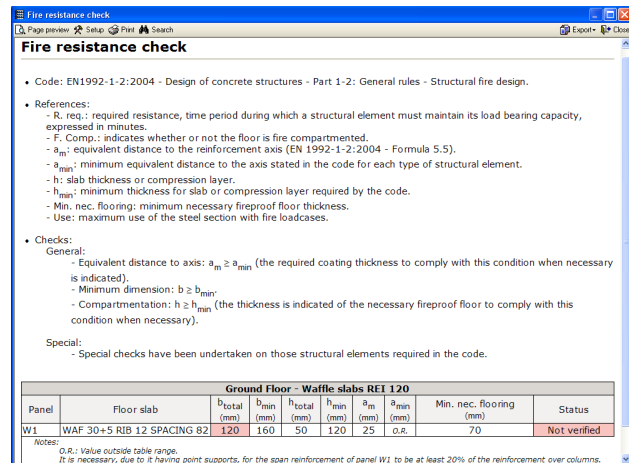 Fire resistance check
Page preview Setup Print Search Export Close
Fire resistance check
• Code: EN1992-1-2:2004 - Design of concrete structures - Part 1-2: General rules - Structural fire design.
• References:
- R. req.: required resistance, time period during which a structural element must maintain its load bearing capacity,
expressed in minutes.
- F. Comp.: indicates whether or not the floor is fire compartmented.
- am: equivalent distance to the reinforcement axis (EN 1992-1-2:2004 - Formula 5.5).
- amin: minimum equivalent distance to the axis stated in the code for each type of structural element.
- h: slab thickness or compression layer.
- hmin: minimum thickness for slab or compression layer required by the code.
- Min. nec. flooring: minimum necessary fireproof floor thickness.
- Use: maximum use of the steel section with fire loadcases.
• Checks:
General:
- Equivalent distance to axis: am ≥ amin (the required coating thickness to comply with this condition when necessary
is indicated).
- Minimum dimension: b ≥ bmin.
- Compartmentation: h ≥ hmin (the thickness is indicated of the necessary fireproof floor to comply with this
condition when necessary).
Special:
- Special checks have been undertaken on those structural elements required in the code.
Ground Floor - Waffle slabs REI 120
Panel Floor slab btotal (mm) bmin (mm) htotal (mm) hmin (mm) am (mm) amin (mm) Min. nec. flooring (mm) Status
W1 WAF 30+5 RIB 12 SPACING 82 120 160 50 120 25 O.R. 70 Not verified
Notes:
O.R.: Value outside table range.
It is necessary, due to it having point supports, for the span reinforcement of panel W1 to be at least 20% of the reinforcement over columns.